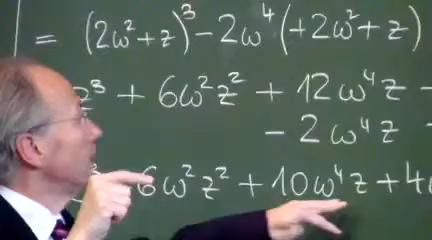 = (2ω²+z)³ - 2ω⁴(+2ω²+z)
z³ + 6ω²z² + 12ω⁴z -
- 2ω⁴z -
6ω²z² + 10ω⁴z + 4